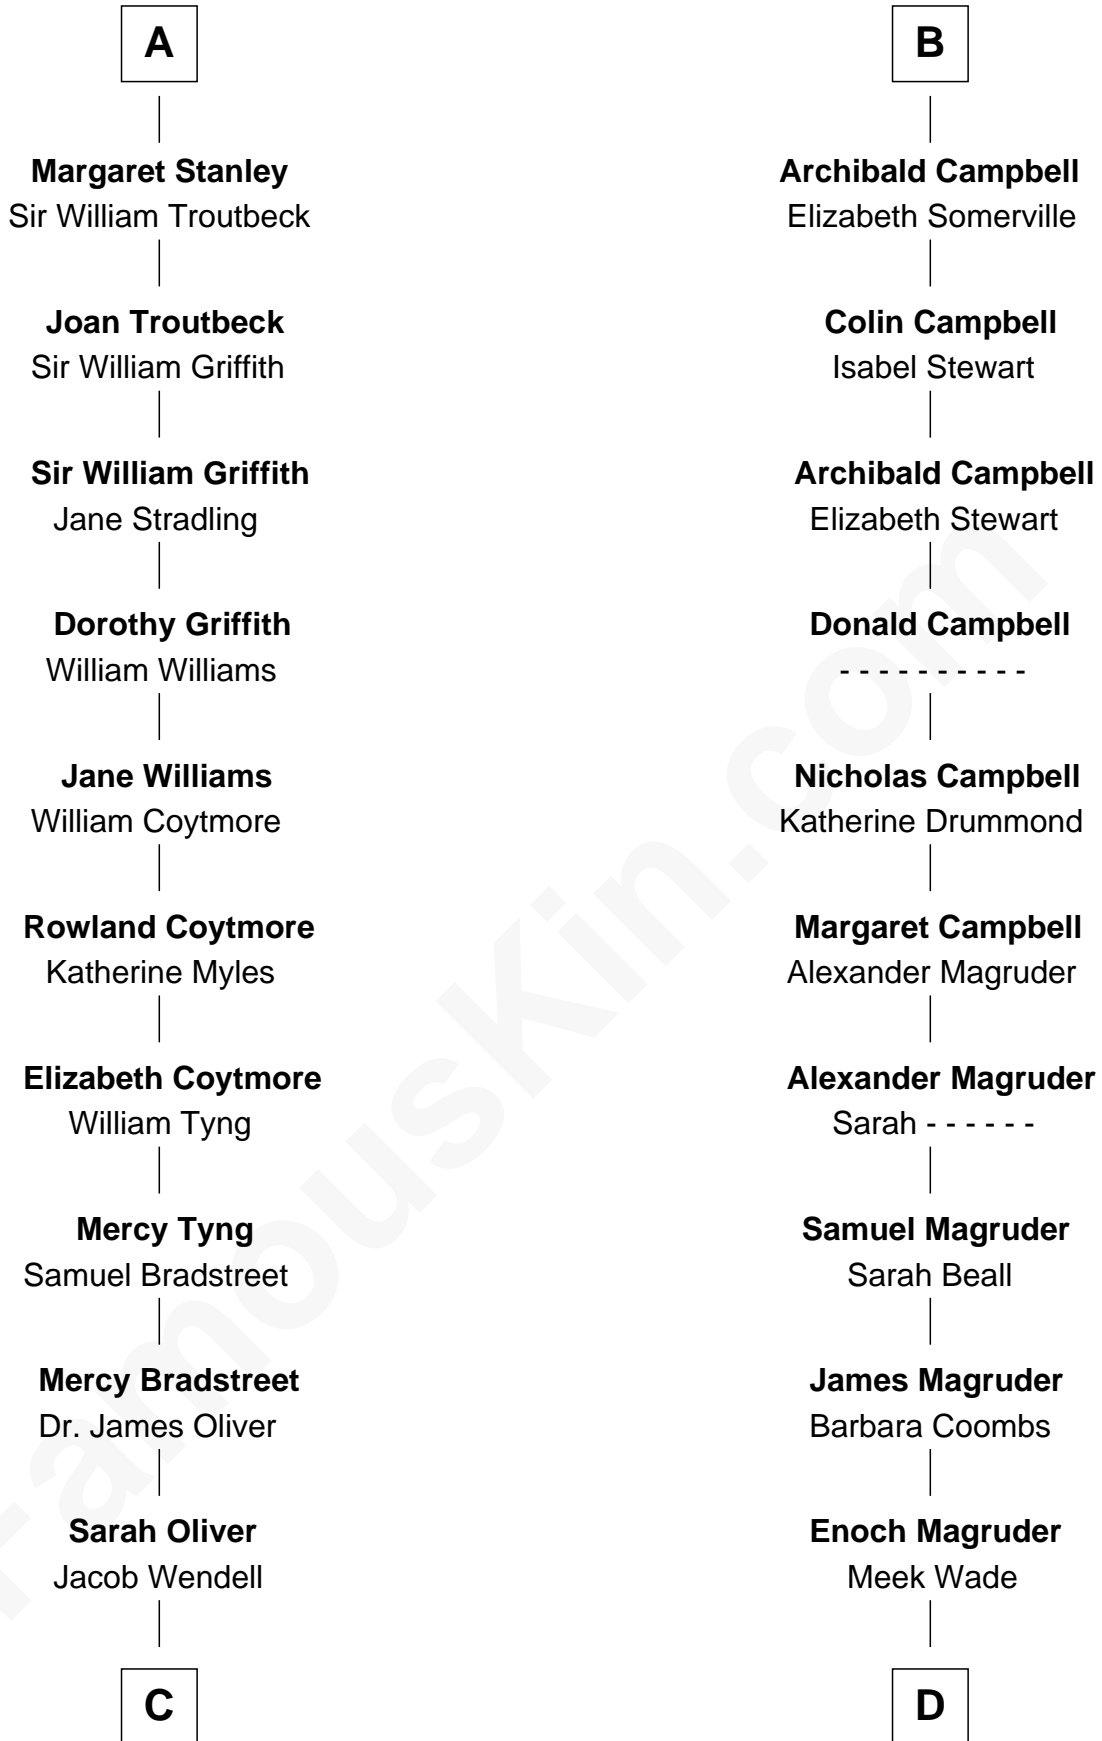 A
Margaret Stanley
Sir William Troutbeck
Joan Troutbeck
Sir William Griffith
Sir William Griffith
Jane Stradling
Dorothy Griffith
William Williams
Jane Williams
William Coytmore
Rowland Coytmore
Katherine Myles
Elizabeth Coytmore
William Tyng
Mercy Tyng
Samuel Bradstreet
Mercy Bradstreet
Dr. James Oliver
Sarah Oliver
Jacob Wendell
C
B
Archibald Campbell
Elizabeth Somerville
Colin Campbell
Isabel Stewart
Archibald Campbell
Elizabeth Stewart
Donald Campbell
- - - - - - - - - -
Nicholas Campbell
Katherine Drummond
Margaret Campbell
Alexander Magruder
Alexander Magruder
Sarah - - - - - -
Samuel Magruder
Sarah Beall
James Magruder
Barbara Coombs
Enoch Magruder
Meek Wade
D
FamousKin.com